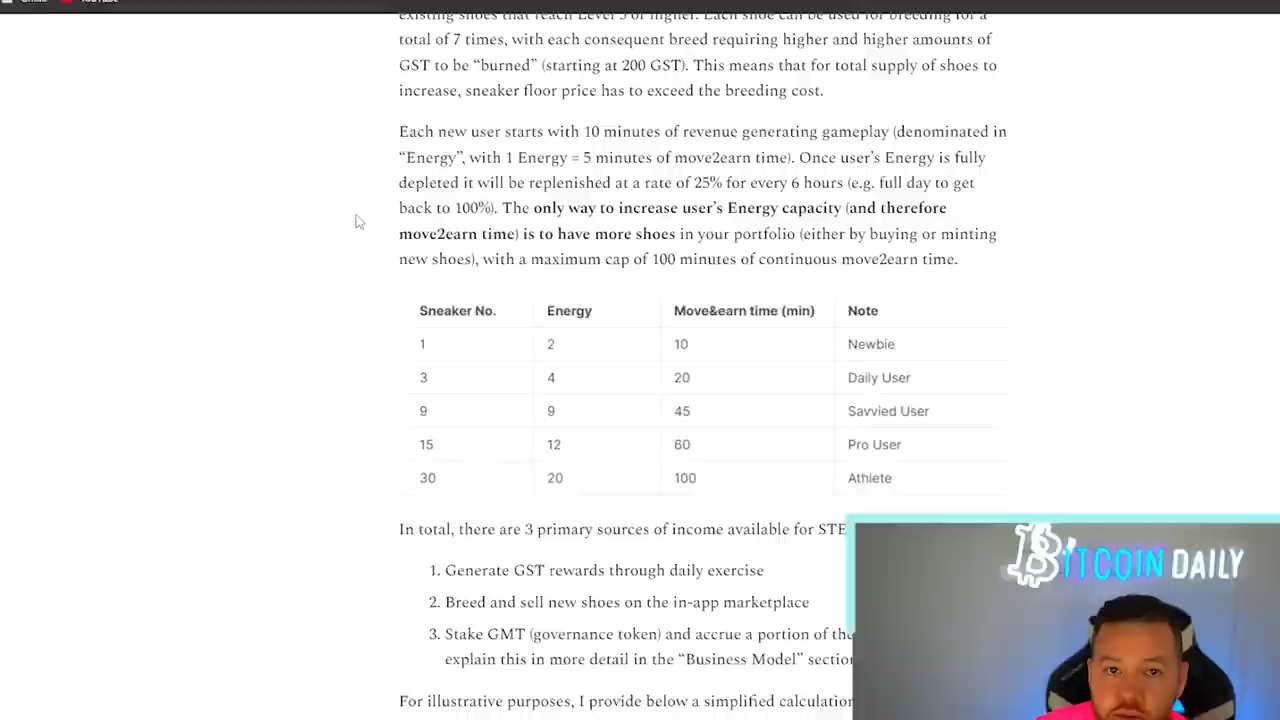 existing shoes that reach Level 5 or higher. Each shoe can be used for breeding for a
total of 7 times, with each consequent breed requiring higher and higher amounts of
GST to be “burned” (starting at 200 GST). This means that for total supply of shoes to
increase, sneaker floor price has to exceed the breeding cost.
Each new user starts with 10 minutes of revenue generating gameplay (denominated in
“Energy”, with 1 Energy = 5 minutes of move2earn time). Once user’s Energy is fully
depleted it will be replenished at a rate of 25% for every 6 hours (e.g. full day to get
back to 100%). The only way to increase user’s Energy capacity (and therefore
move2earn time) is to have more shoes in your portfolio (either by buying or minting
new shoes), with a maximum cap of 100 minutes of continuous move2earn time.
Sneaker No. Energy Move&earn time (min) Note
1 2 10 Newbie
3 4 20 Daily User
9 9 45 Savvied User
15 12 60 Pro User
30 20 100 Athlete
In total, there are 3 primary sources of income available for STE
1. Generate GST rewards through daily exercise
2. Breed and sell new shoes on the in-app marketplace
3. Stake GMT (governance token) and accrue a portion of the
explain this in more detail in the “Business Model” section
For illustrative purposes, I provide below a simplified calculation
BITCOIN DAILY